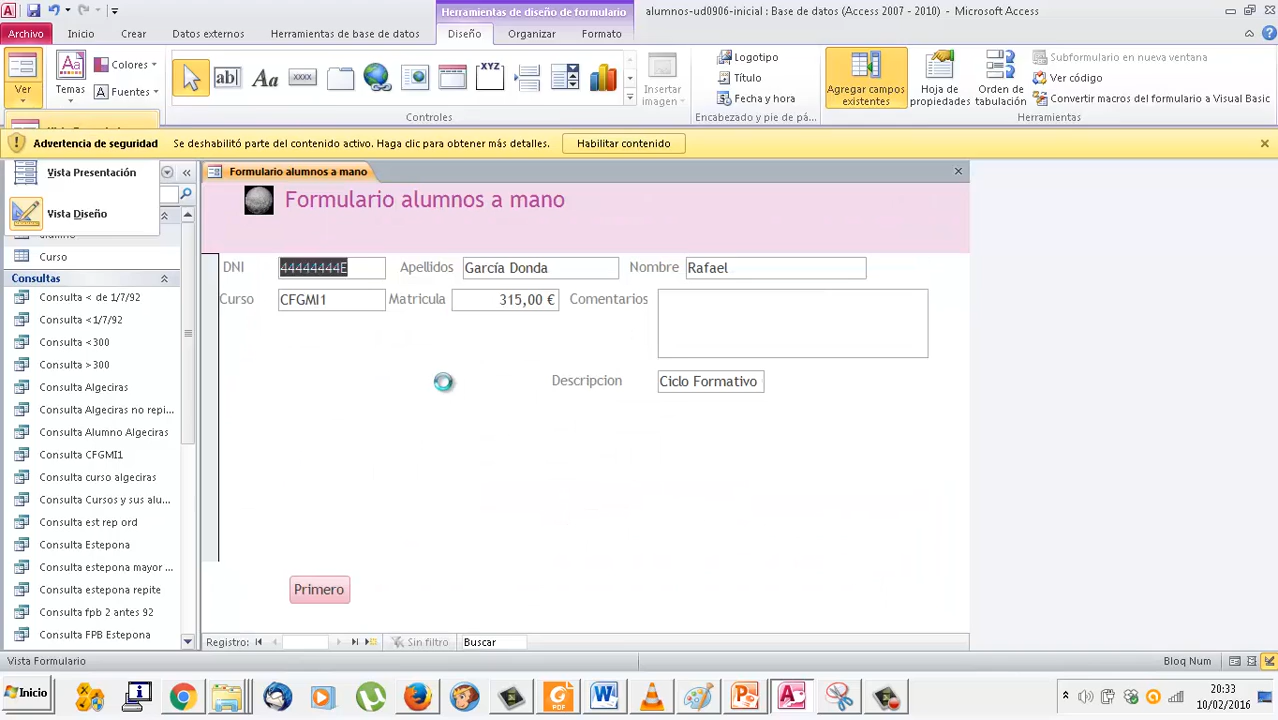 Herramientas de diseño de formulario
alumnos-ud0906inicial : Base de datos (Access 2007 - 2010) - Microsoft Access
Archivo Inicio Crear Datos externos Herramientas de base de datos Diseño Organizar Formato
Ver
Temas
Colores
Fuentes
ab|
Aa
xxxx
XYZ
Insertar imagen
Logotipo
Título
Fecha y hora
Agregar campos existentes
Hoja de propiedades
Orden de tabulación
Subformulario en nueva ventana
Ver código
Convertir macros del formulario a Visual Basic
Controles
Encabezado y pie de pá...
Herramientas
Advertencia de seguridad Se deshabilitó parte del contenido activo. Haga clic para obtener más detalles. Habilitar contenido
Vista Presentación
Vista Diseño
Curso
Consultas
Consulta < de 1/7/92
Consulta <1/7/92
Consulta <300
Consulta >300
Consulta Algeciras
Consulta Algeciras no repi...
Consulta Alumno Algeciras
Consulta CFGMI1
Consulta curso algeciras
Consulta Cursos y sus alu...
Consulta est rep ord
Consulta Estepona
Consulta estepona mayor ...
Consulta estepona repite
Consulta fpb 2 antes 92
Consulta FPB Estepona
Formulario alumnos a mano
Formulario alumnos a mano
DNI 44444444E Apellidos García Donda Nombre Rafael
Curso CFGMI1 Matricula 315,00 € Comentarios
Descripcion Ciclo Formativo
Primero
Registro: Sin filtro Buscar
Vista Formulario
Bloq Num
Inicio
PDF
20:33
10/02/2016